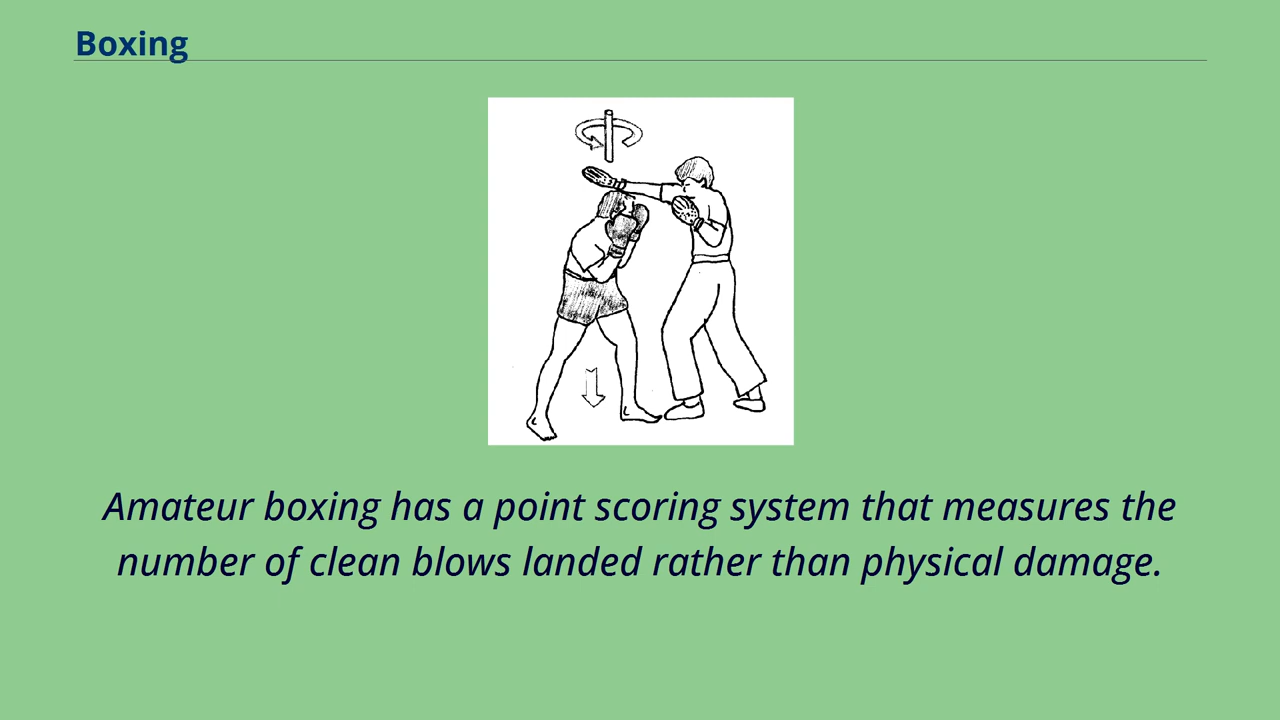 Boxing
Amateur boxing has a point scoring system that measures the
number of clean blows landed rather than physical damage.